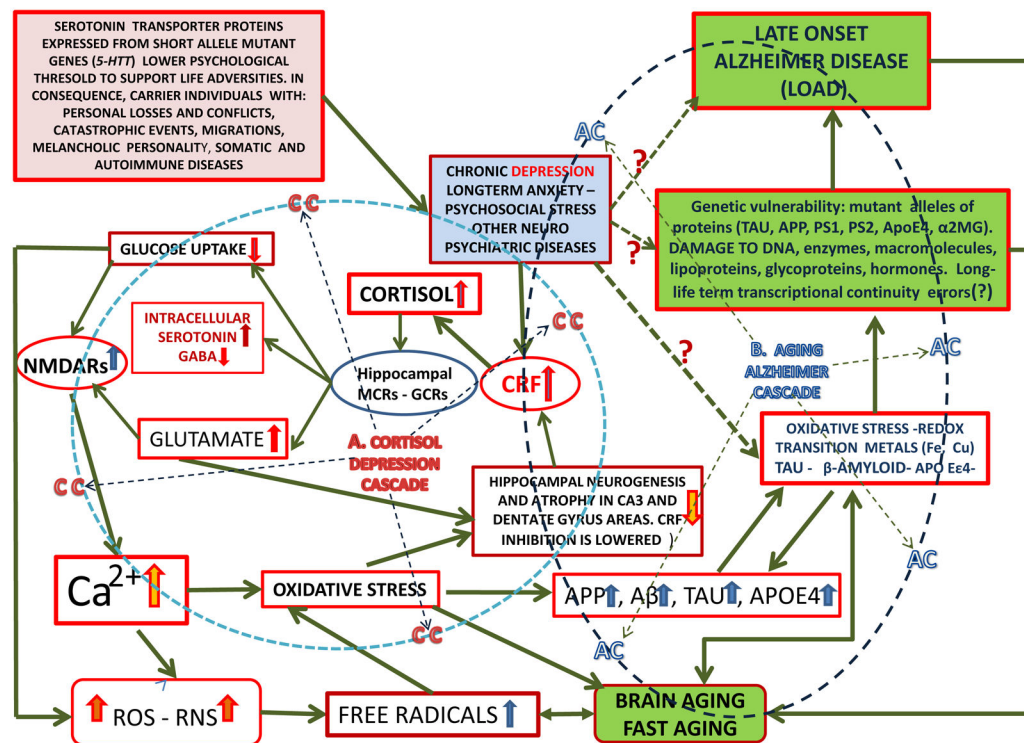 SEROTONIN TRANSPORTER PROTEINS
EXPRESSED FROM SHORT ALLELE MUTANT
GENES (5-HTT) LOWER PSYCHOLOGICAL
THRESOLD TO SUPPORT LIFE ADVERSITIES. IN
CONSEQUENCE, CARRIER INDIVIDUALS WITH:
PERSONAL LOSSES AND CONFLICTS,
CATASTROPHIC EVENTS, MIGRATIONS,
MELANCHOLIC PERSONALITY, SOMATIC AND
AUTOIMMUNE DISEASES
LATE ONSET
ALZHEIMER DISEASE
(LOAD)
AC
CHRONIC DEPRESSION
LONGTERM ANXIETY –
PSYCHOSOCIAL STRESS
OTHER NEURO
PSYCHIATRIC DISEASES
?
?
?
Genetic vulnerability: mutant alleles of
proteins (TAU, APP, PS1, PS2, ApoE4, α2MG).
DAMAGE TO DNA, enzymes, macromolecules,
lipoproteins, glycoproteins, hormones. Long-
life term transcriptional continuity errors(?)
CC
GLUCOSE UPTAKE
CORTISOL
INTRACELLULAR
SEROTONIN
GABA
CC
NMDARs
Hippocampal
MCRs - GCRs
CRF
B. AGING
ALZHEIMER
CASCADE
AC
GLUTAMATE
A. CORTISOL
DEPRESSION
CASCADE
OXIDATIVE STRESS -REDOX
TRANSITION METALS (Fe, Cu)
TAU - β-AMYLOID- APO Eε4-
CC
HIPPOCAMPAL NEUROGENESIS
AND ATROPHY IN CA3 AND
DENTATE GYRUS AREAS. CRF
INHIBITION IS LOWERED )
AC
Ca2+
OXIDATIVE STRESS
APP, Aβ, TAU, APOE4
CC
AC
ROS - RNS
FREE RADICALS
BRAIN AGING
FAST AGING